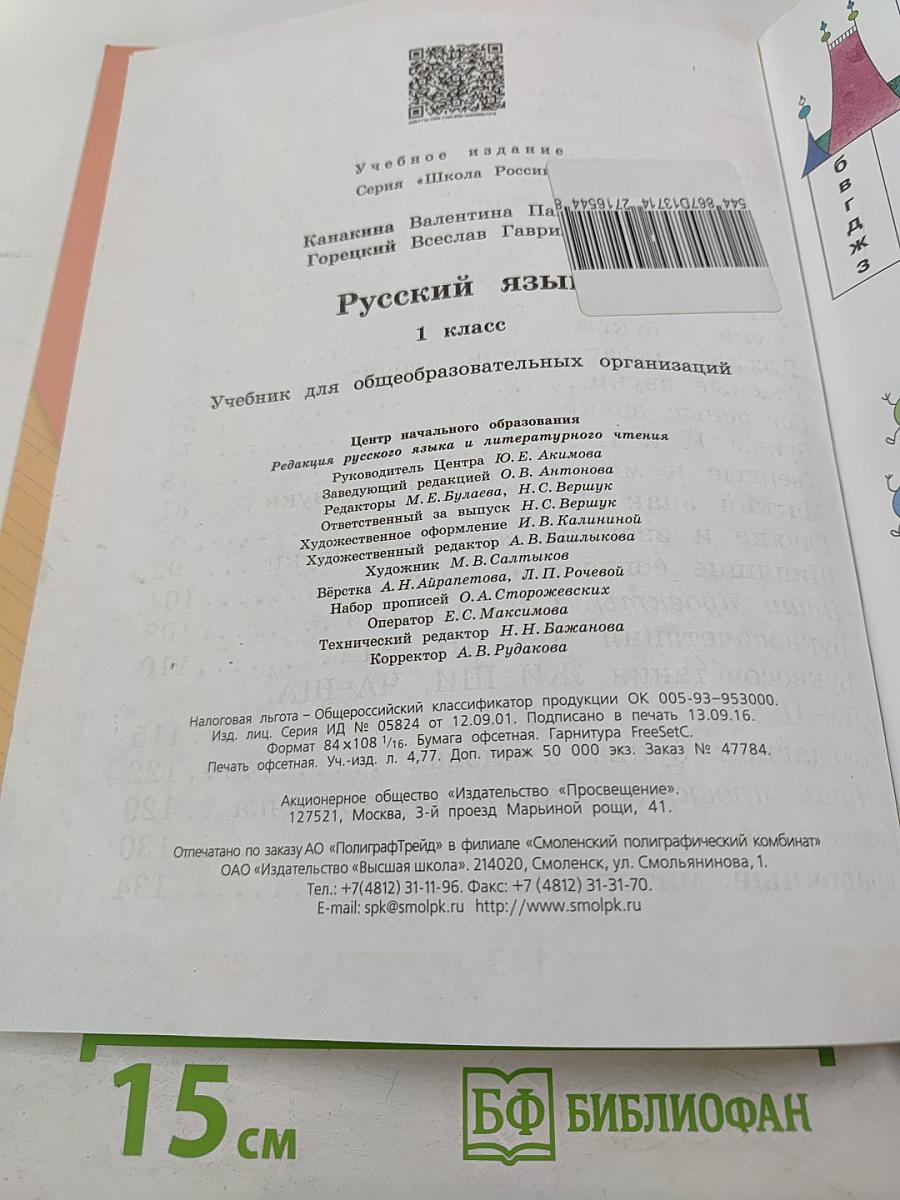 Учебное издание
Серия «Школа Росси
Канакина Валентина Па
Горецкий Всеслав Гаври
544 867D13714 2716544 8
Русский язы
1 класс
Учебник для общеобразовательных организаций
Центр начального образования
Редакция русского языка и литературного чтения
Руководитель Центра Ю. Е. Акимова
Заведующий редакцией О. В. Антонова
Редакторы М. Е. Булаева, Н. С. Вершук
Ответственный за выпуск Н. С. Вершук
Художественное оформление И. В. Калининой
Художественный редактор А. В. Башлыкова
Художник М. В. Салтыков
Вёрстка А. Н. Айрапетова, Л. П. Рочевой
Набор прописей О. А. Сторожевских
Оператор Е. С. Максимова
Технический редактор Н. Н. Бажанова
Корректор А. В. Рудакова
Налоговая льгота – Общероссийский классификатор продукции ОК 005-93–953000.
Изд. лиц. Серия ИД № 05824 от 12.09.01. Подписано в печать 13.09.16.
Формат 84 х 108 1/16. Бумага офсетная. Гарнитура FreeSetC.
Печать офсетная. Уч.-изд. л. 4,77. Доп. тираж 50 000 экз. Заказ № 47784.
Акционерное общество «Издательство «Просвещение».
127521, Москва, 3-й проезд Марьиной рощи, 41.
Отпечатано по заказу АО «ПолиграфТрейд» в филиале «Смоленский полиграфический комбинат»
ОАО «Издательство «Высшая школа». 214020, Смоленск, ул. Смольянинова, 1.
Тел.: +7(4812) 31-11-96. Факс: +7 (4812) 31-31-70.
E-mail: spk@smolpk.ru http://www.smolpk.ru
б
в
г
д
ж
з
15 см
БФ БИБЛИОФАН